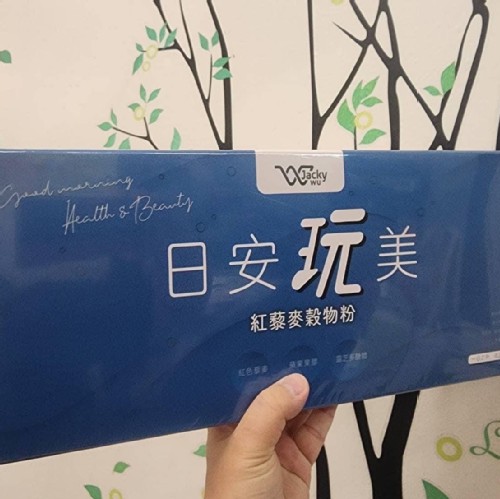 Jacky
wu
Good morning
Health & Beauty
日安玩美
紅藜麥穀物粉